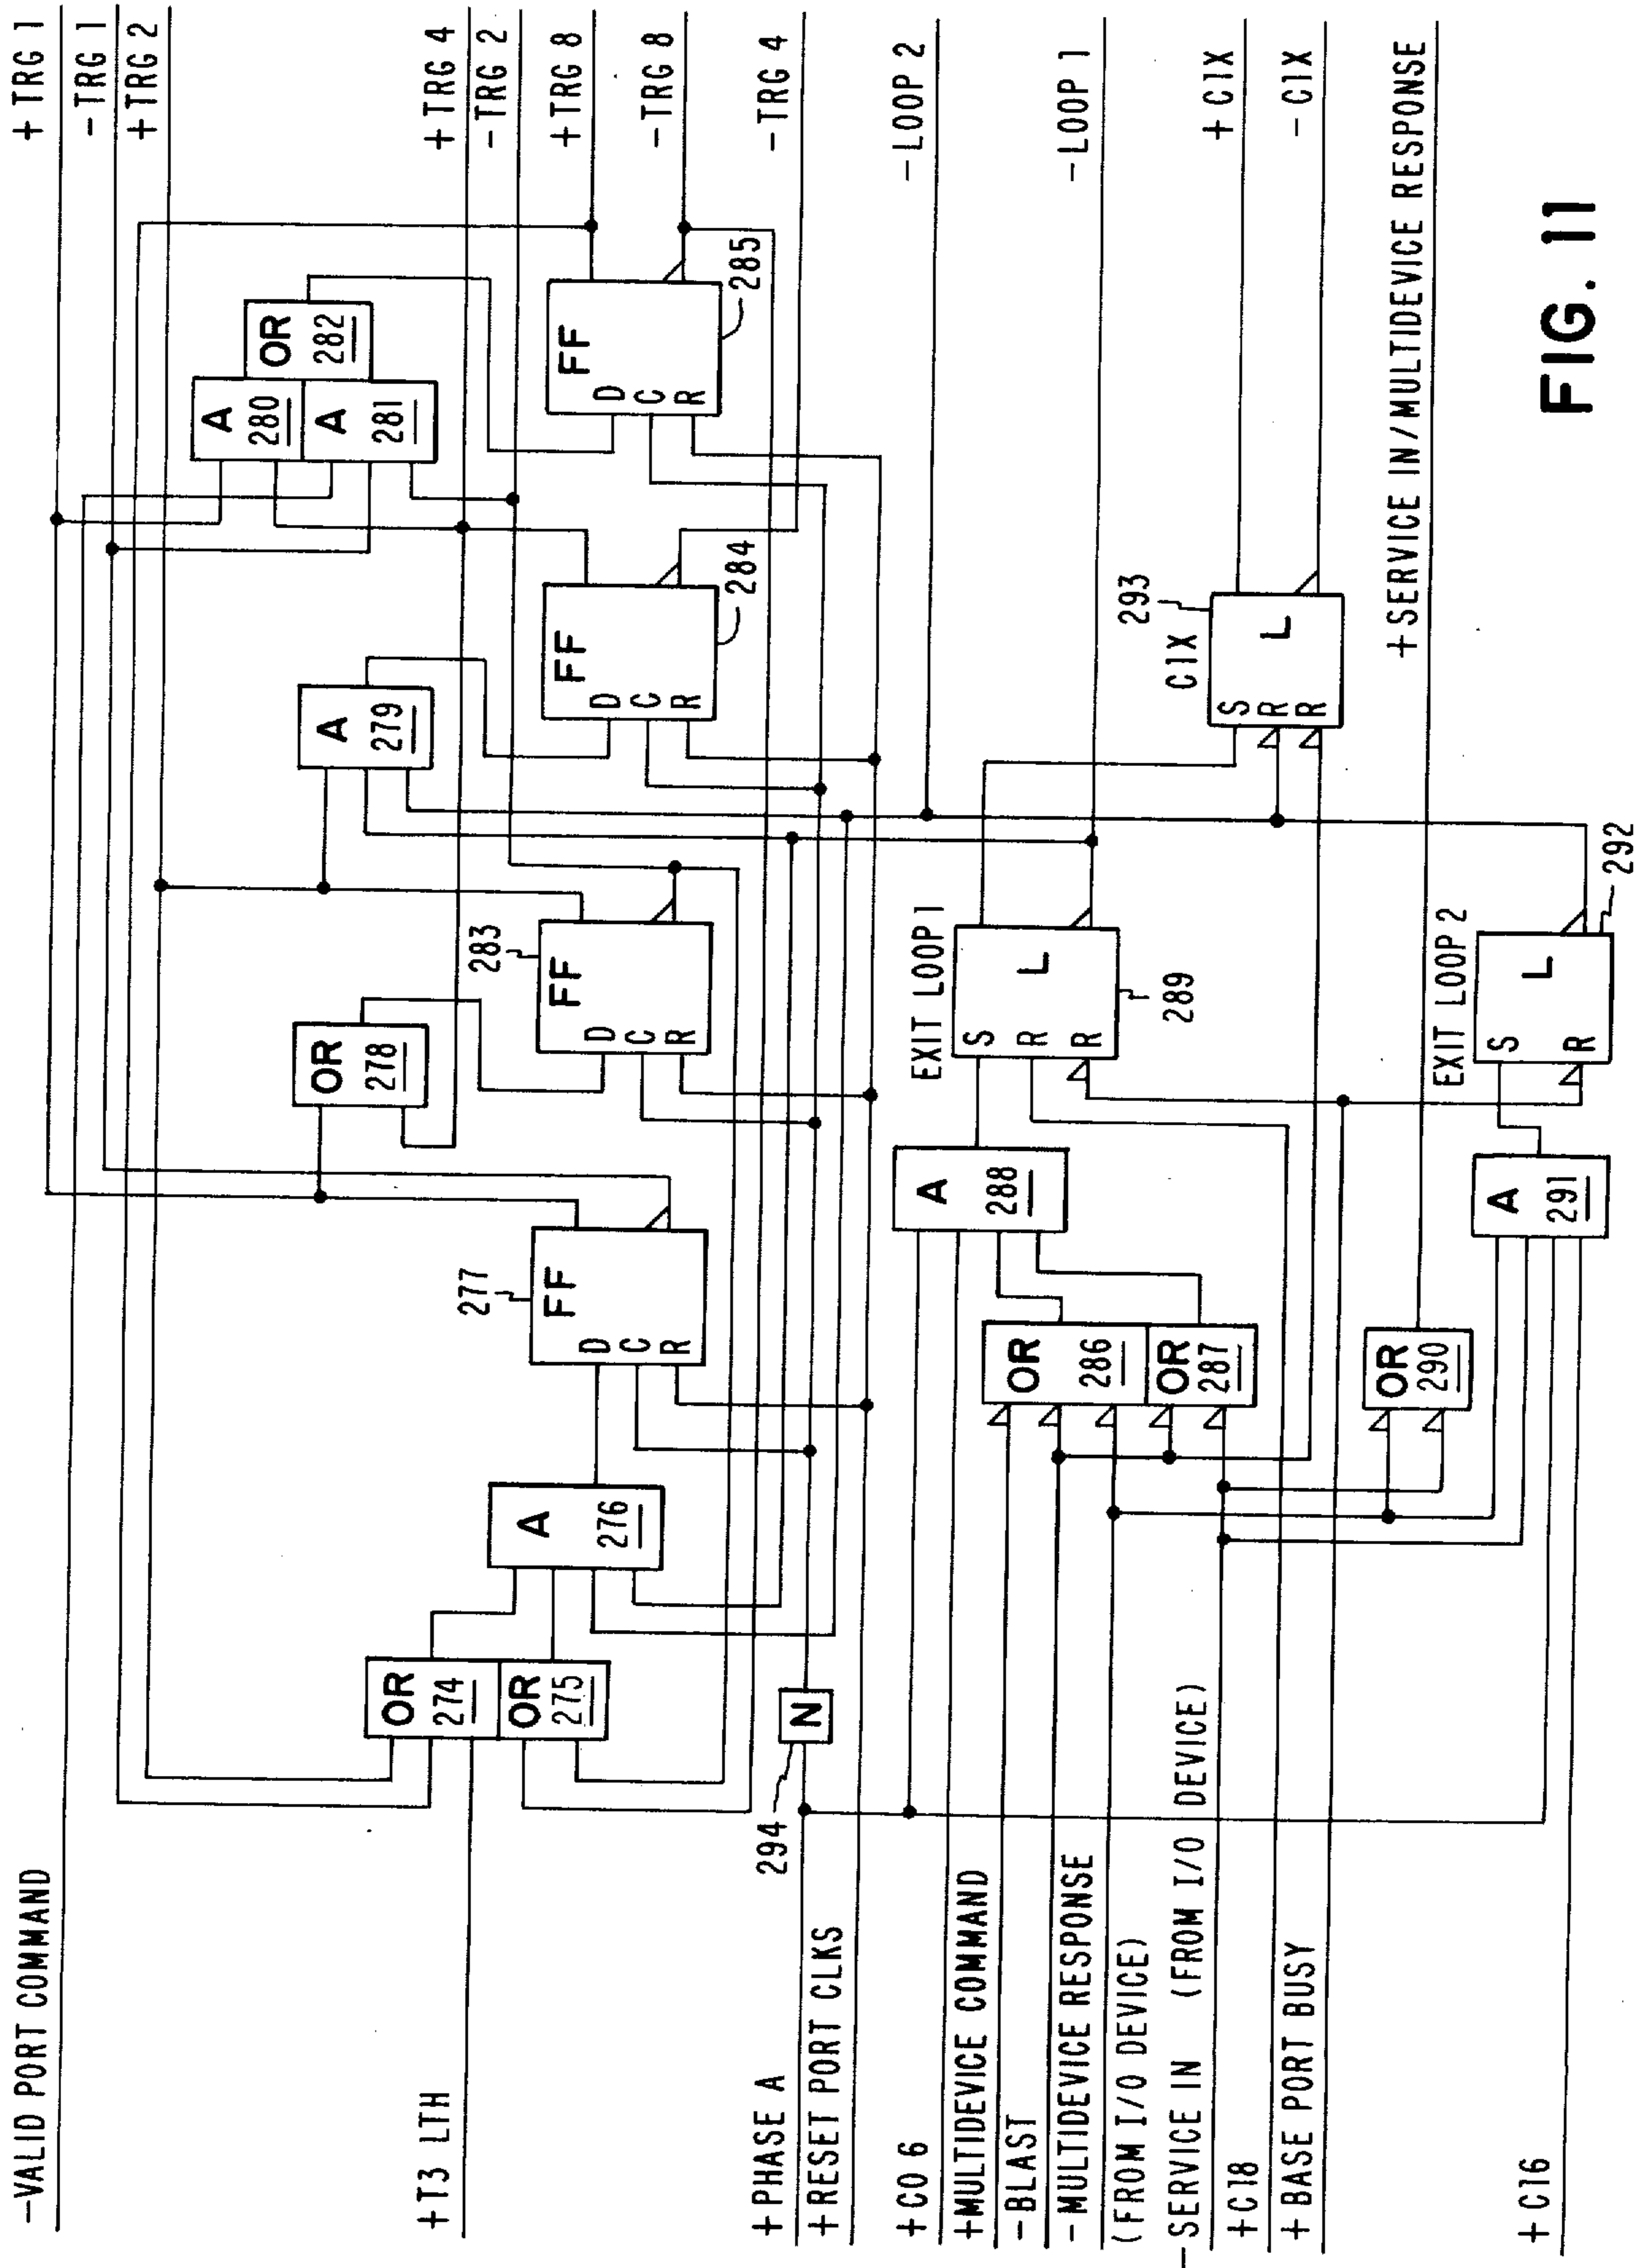 + TRG 1
- TRG 1
+ TRG 2
+ TRG 4
- TRG 2
+ TRG 8
- TRG 8
- TRG 4
- LOOP 2
- LOOP 1
+ C1X
- C1X
+ SERVICE IN/MULTIDEVICE RESPONSE
-VALID PORT COMMAND
+ T3 LTH
+ PHASE A
+ RESET PORT CLKS
+ CO 6
+MULTIDEVICE COMMAND
- BLAST
- MULTIDEVICE RESPONSE
(FROM I/O DEVICE)
- SERVICE IN (FROM I/O DEVICE)
+ C18
+ BASE PORT BUSY
+ C16
OR
274
OR
275
A
276
N
294
277
FF
D
C
R
OR
278
283
FF
D
C
R
A
279
FF
D
C
R
284
A
280
A
281
OR
282
FF
D
C
R
285
OR
286
OR
287
A
288
EXIT LOOP 1
S
R
R
L
289
C1X
293
S
R
R
L
OR
290
A
291
EXIT LOOP 2
S
R
L
292
FIG. 11